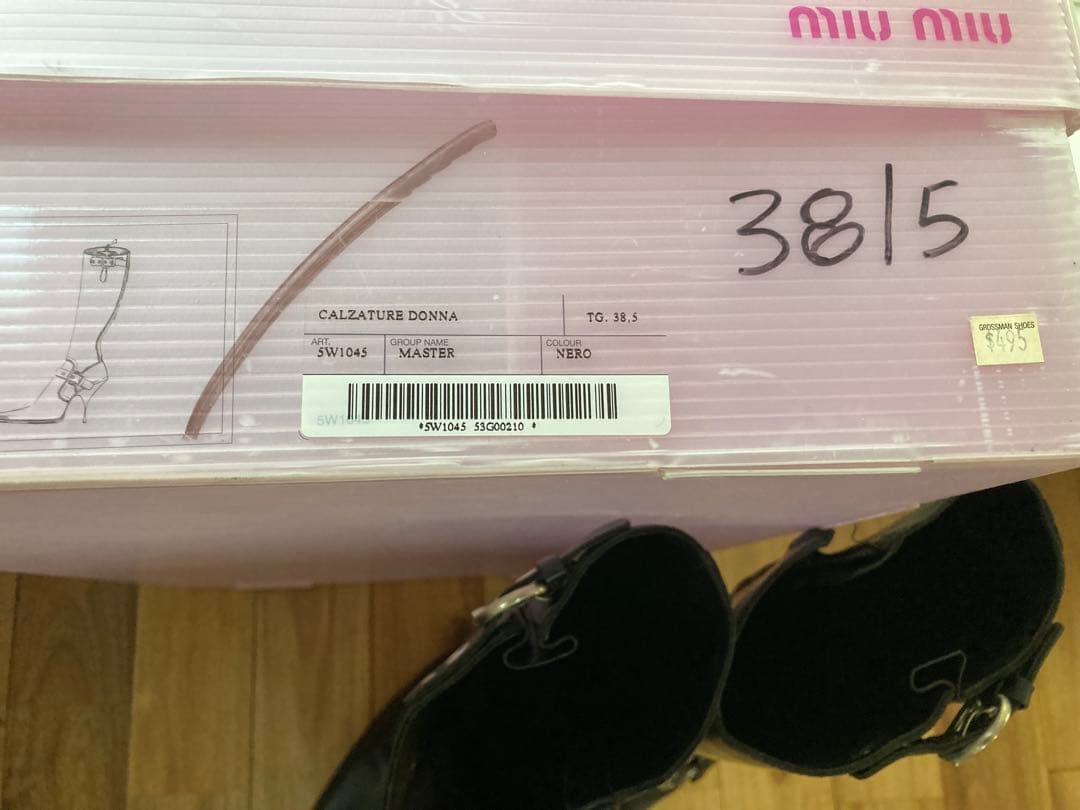 miu miu
38/5
CALZATURE DONNA TG. 38,5
GROSSMAN SHOES
$495
ART. GROUP NAME COLOUR
5W1045 MASTER NERO
*5W1045 53G00210 *